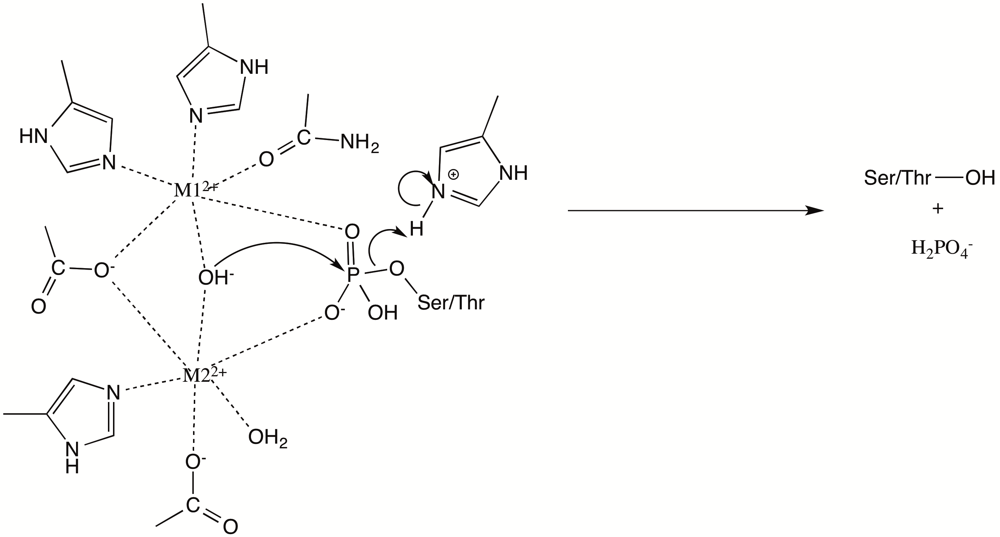 NH
N
HN
N
C
NH₂
O
M1²⁺
⊕
NH
N
H
Ser/Thr—OH
+
H₂PO₄⁻
O
C
O⁻
O
OH⁻
P
O
Ser/Thr
O⁻
OH
M2²⁺
N
N
H
OH₂
O⁻
C
O